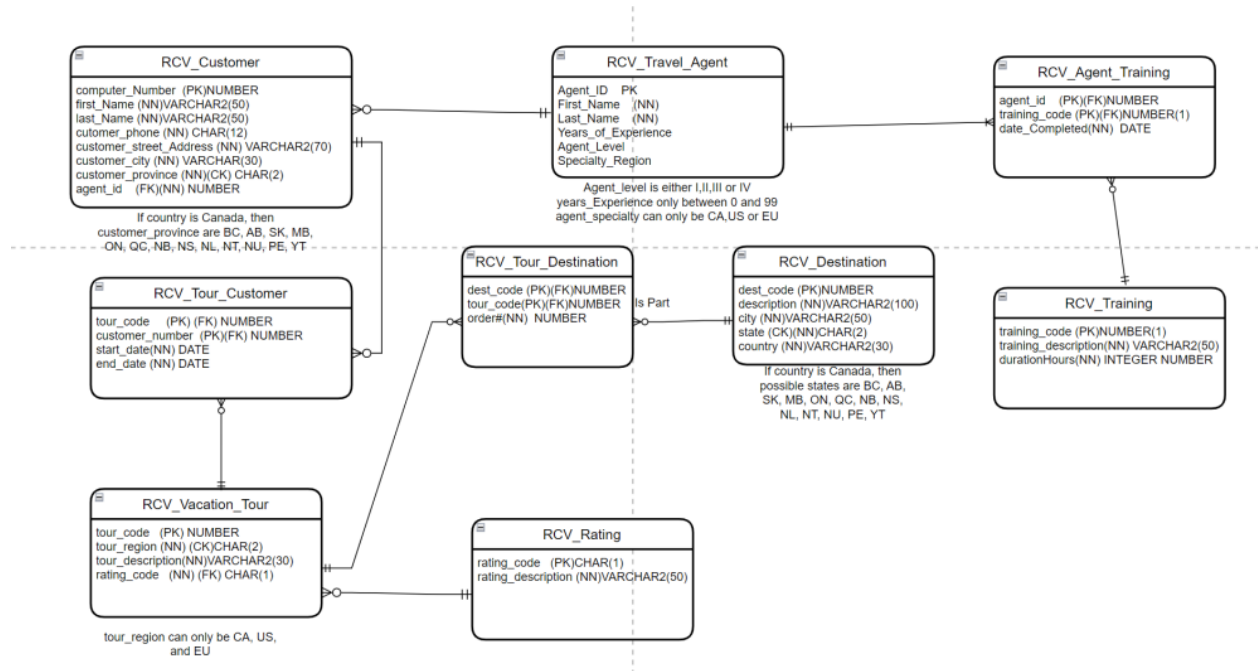 RCV_Customer
computer_Number (PK)NUMBER
first_Name (NN)VARCHAR2(50)
last_Name (NN)VARCHAR2(50)
cutomer_phone (NN) CHAR(12)
customer_street_Address (NN) VARCHAR2(70)
customer_city (NN) VARCHAR(30)
customer_province (NN)(CK) CHAR(2)
agent_id (FK)(NN) NUMBER
If country is Canada, then
customer_province are BC, AB, SK, MB,
ON, QC, NB, NS, NL, NT, NU, PE, YT
RCV_Travel_Agent
Agent_ID PK
First_Name (NN)
Last_Name (NN)
Years_of_Experience
Agent_Level
Specialty_Region
Agent_level is either I,II,III or IV
years_Experience only between 0 and 99
agent_specialty can only be CA,US or EU
RCV_Agent_Training
agent_id (PK)(FK)NUMBER
training_code (PK)(FK)NUMBER(1)
date_Completed(NN) DATE
RCV_Tour_Customer
tour_code (PK) (FK) NUMBER
customer_number (PK)(FK) NUMBER
start_date(NN) DATE
end_date (NN) DATE
RCV_Tour_Destination
dest_code (PK)(FK)NUMBER
tour_code(PK)(FK)NUMBER
order#(NN) NUMBER
Is Part
RCV_Destination
dest_code (PK)NUMBER
description (NN)VARCHAR2(100)
city (NN)VARCHAR2(50)
state (CK)(NN)CHAR(2)
country (NN)VARCHAR2(30)
If country is Canada, then
possible states are BC, AB,
SK, MB, ON, QC, NB, NS,
NL, NT, NU, PE, YT
RCV_Training
training_code (PK)NUMBER(1)
training_description(NN) VARCHAR2(50)
durationHours(NN) INTEGER NUMBER
RCV_Vacation_Tour
tour_code (PK) NUMBER
tour_region (NN) (CK)CHAR(2)
tour_description(NN)VARCHAR2(30)
rating_code (NN) (FK) CHAR(1)
tour_region can only be CA, US,
and EU
RCV_Rating
rating_code (PK)CHAR(1)
rating_description (NN)VARCHAR2(50)